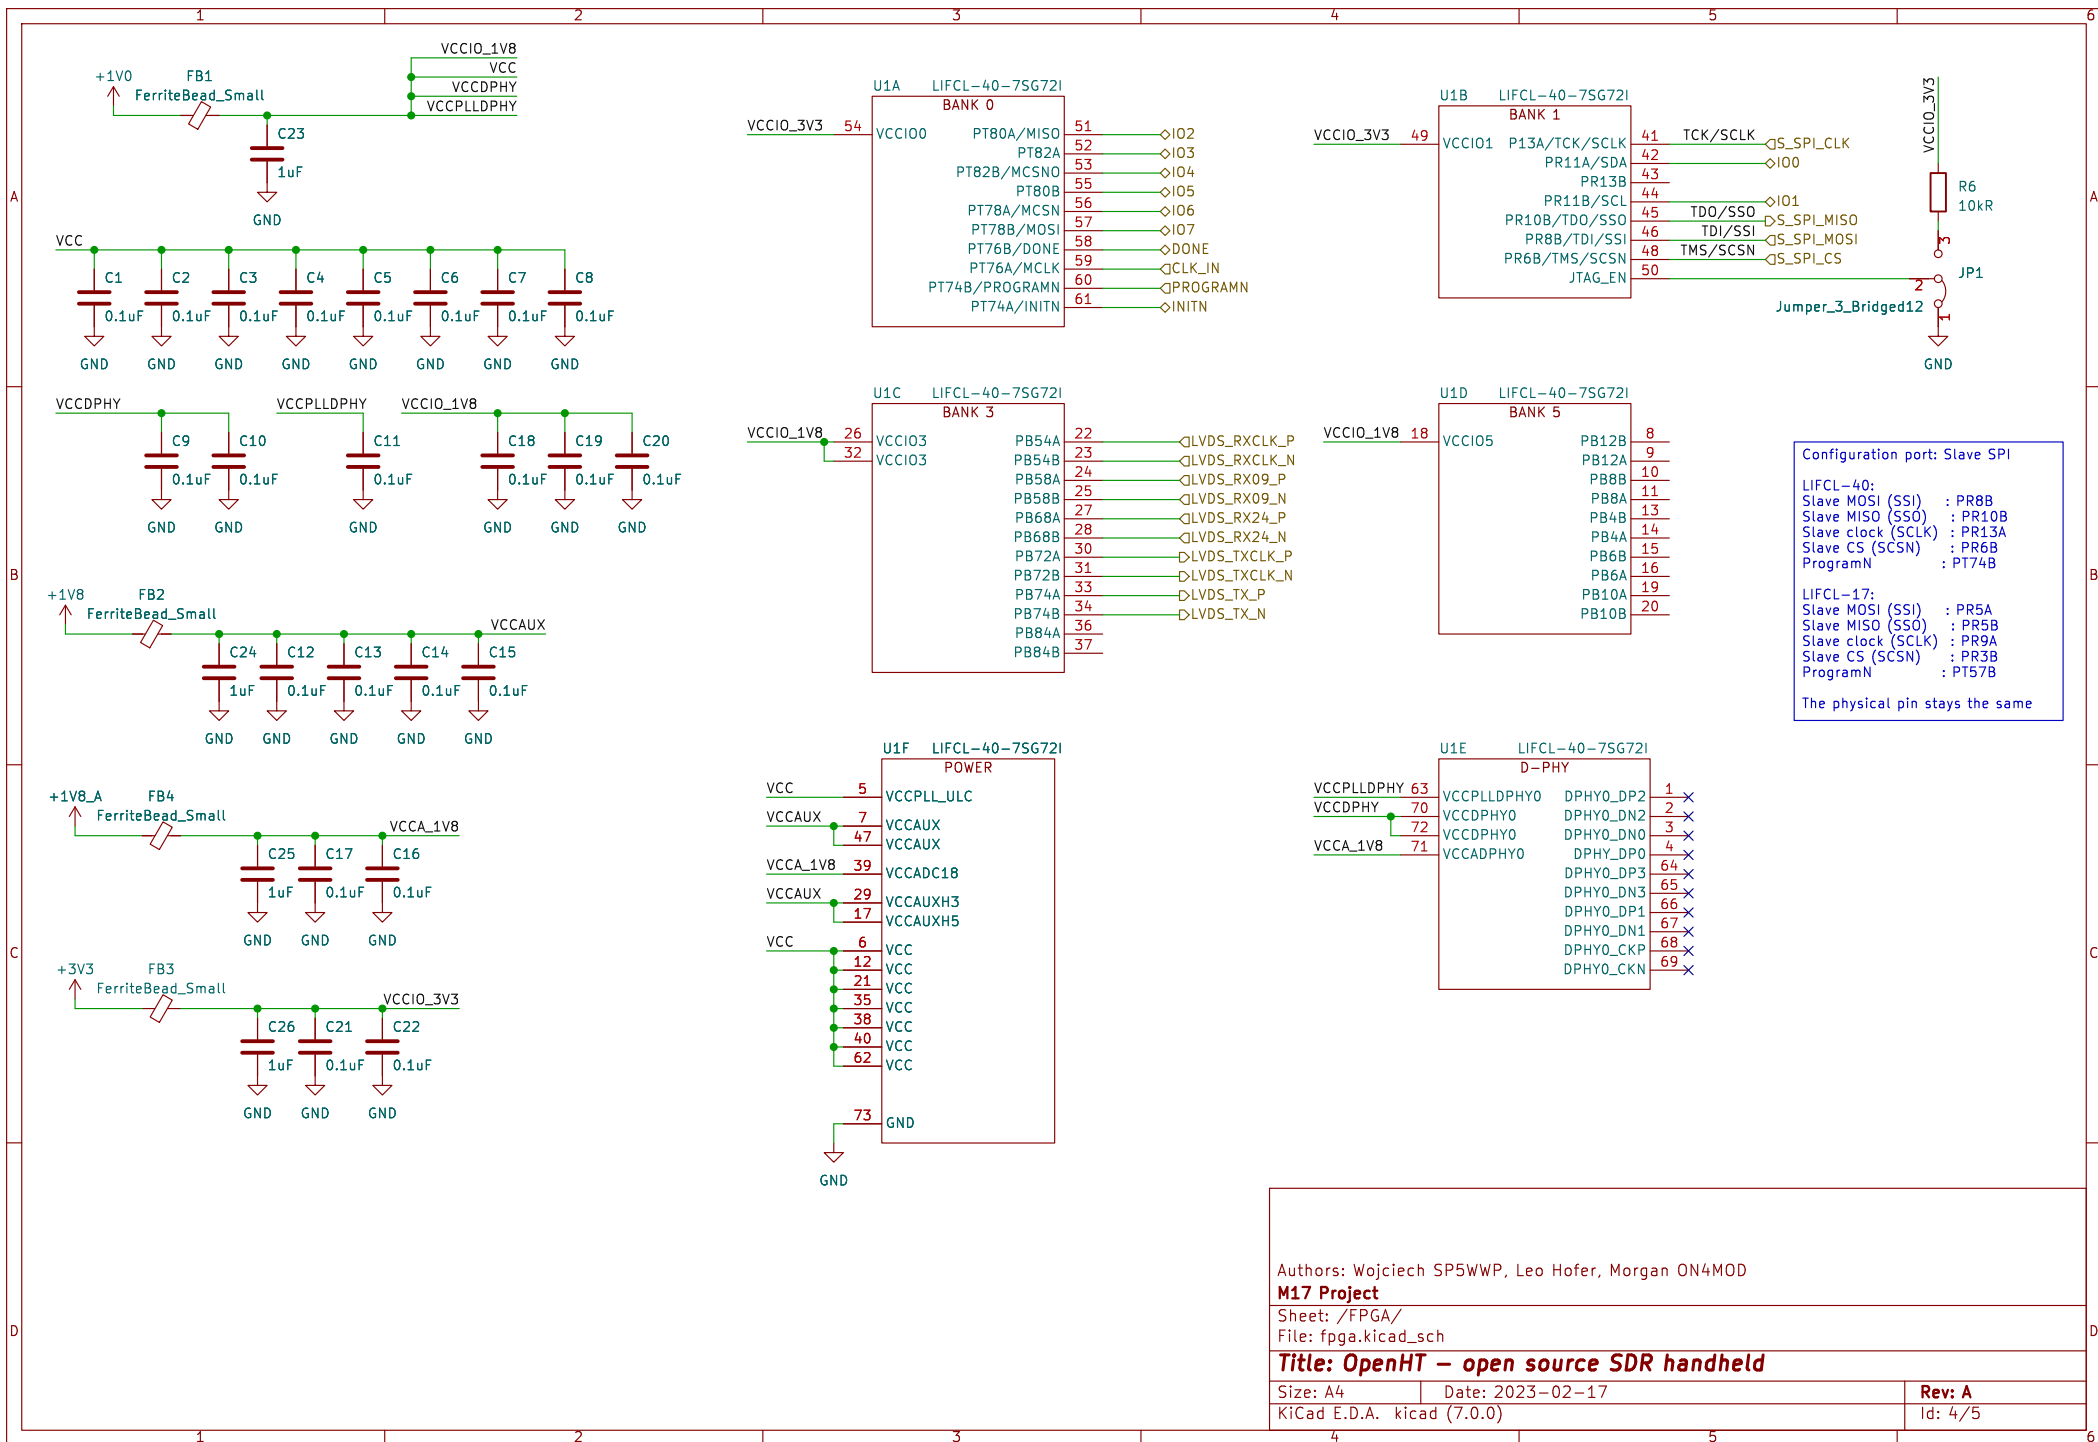 1 2 3 4 5 6
A
B
C
D
VCCIO_1V8
VCC
VCCDPHY
VCCPLLDPHY
+1V0
FB1
FerriteBead_Small
C23
1uF
GND
VCC
C1 C2 C3 C4 C5 C6 C7 C8
0.1uF 0.1uF 0.1uF 0.1uF 0.1uF 0.1uF 0.1uF 0.1uF
GND GND GND GND GND GND GND GND
VCCDPHY VCCPLLDPHY VCCIO_1V8
C9 C10 C11 C18 C19 C20
0.1uF 0.1uF 0.1uF 0.1uF 0.1uF 0.1uF
GND GND GND GND GND GND
+1V8
FB2
FerriteBead_Small
VCCAUX
C24 C12 C13 C14 C15
1uF 0.1uF 0.1uF 0.1uF 0.1uF
GND GND GND GND GND
+1V8_A
FB4
FerriteBead_Small
VCCA_1V8
C25 C17 C16
1uF 0.1uF 0.1uF
GND GND GND
+3V3
FB3
FerriteBead_Small
VCCIO_3V3
C26 C21 C22
1uF 0.1uF 0.1uF
GND GND GND
U1A LIFCL-40-7SG72I
BANK 0
VCCIO_3V3 54 VCCIO0
PT80A/MISO 51 IO2
PT82A 52 IO3
PT82B/MCSNO 53 IO4
PT80B 55 IO5
PT78A/MCSN 56 IO6
PT78B/MOSI 57 IO7
PT76B/DONE 58 DONE
PT76A/MCLK 59 CLK_IN
PT74B/PROGRAMN 60 PROGRAMN
PT74A/INITN 61 INITN
U1B LIFCL-40-7SG72I
BANK 1
VCCIO_3V3 49 VCCIO1
P13A/TCK/SCLK 41 TCK/SCLK S_SPI_CLK
PR11A/SDA 42 IO0
PR13B 43
PR11B/SCL 44 IO1
PR10B/TDO/SSO 45 TDO/SSO S_SPI_MISO
PR8B/TDI/SSI 46 TDI/SSI S_SPI_MOSI
PR6B/TMS/SCSN 48 TMS/SCSN S_SPI_CS
JTAG_EN 50
VCCIO_3V3
R6
10kR
3
2
1
JP1
Jumper_3_Bridged12
GND
U1C LIFCL-40-7SG72I
BANK 3
VCCIO_1V8 26 VCCIO3
32 VCCIO3
PB54A 22 LVDS_RXCLK_P
PB54B 23 LVDS_RXCLK_N
PB58A 24 LVDS_RX09_P
PB58B 25 LVDS_RX09_N
PB68A 27 LVDS_RX24_P
PB68B 28 LVDS_RX24_N
PB72A 30 LVDS_TXCLK_P
PB72B 31 LVDS_TXCLK_N
PB74A 33 LVDS_TX_P
PB74B 34 LVDS_TX_N
PB84A 36
PB84B 37
U1D LIFCL-40-7SG72I
BANK 5
VCCIO_1V8 18 VCCIO5
PB12B 8
PB12A 9
PB8B 10
PB8A 11
PB4B 13
PB4A 14
PB6B 15
PB6A 16
PB10A 19
PB10B 20
Configuration port: Slave SPI
LIFCL-40:
Slave MOSI (SSI) : PR8B
Slave MISO (SSO) : PR10B
Slave clock (SCLK) : PR13A
Slave CS (SCSN) : PR6B
ProgramN : PT74B
LIFCL-17:
Slave MOSI (SSI) : PR5A
Slave MISO (SSO) : PR5B
Slave clock (SCLK) : PR9A
Slave CS (SCSN) : PR3B
ProgramN : PT57B
The physical pin stays the same
U1F LIFCL-40-7SG72I
POWER
VCC 5 VCCPLL_ULC
VCCAUX 7 VCCAUX
47 VCCAUX
VCCA_1V8 39 VCCADC18
VCCAUX 29 VCCAUXH3
17 VCCAUXH5
VCC 6 VCC
12 VCC
21 VCC
35 VCC
38 VCC
40 VCC
62 VCC
73 GND
GND
U1E LIFCL-40-7SG72I
D-PHY
VCCPLLDPHY 63 VCCPLLDPHY0
VCCDPHY 70 VCCDPHY0
72 VCCDPHY0
VCCA_1V8 71 VCCADPHY0
DPHY0_DP2 1
DPHY0_DN2 2
DPHY0_DN0 3
DPHY_DP0 4
DPHY0_DP3 64
DPHY0_DN3 65
DPHY0_DP1 66
DPHY0_DN1 67
DPHY0_CKP 68
DPHY0_CKN 69
Authors: Wojciech SP5WWP, Leo Hofer, Morgan ON4MOD
M17 Project
Sheet: /FPGA/
File: fpga.kicad_sch
Title: OpenHT – open source SDR handheld
Size: A4 Date: 2023-02-17 Rev: A
KiCad E.D.A. kicad (7.0.0) Id: 4/5
A
B
C
D
1 2 3 4 5 6